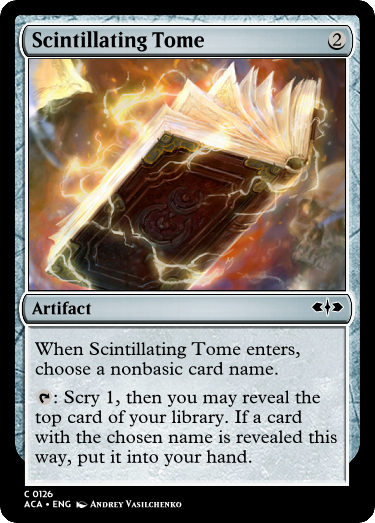 Scintillating Tome 2
Artifact
When Scintillating Tome enters,
choose a nonbasic card name.
: Scry 1, then you may reveal the
top card of your library. If a card
with the chosen name is revealed this
way, put it into your hand.
C 0126
ACA • ENG Andrey Vasilchenko